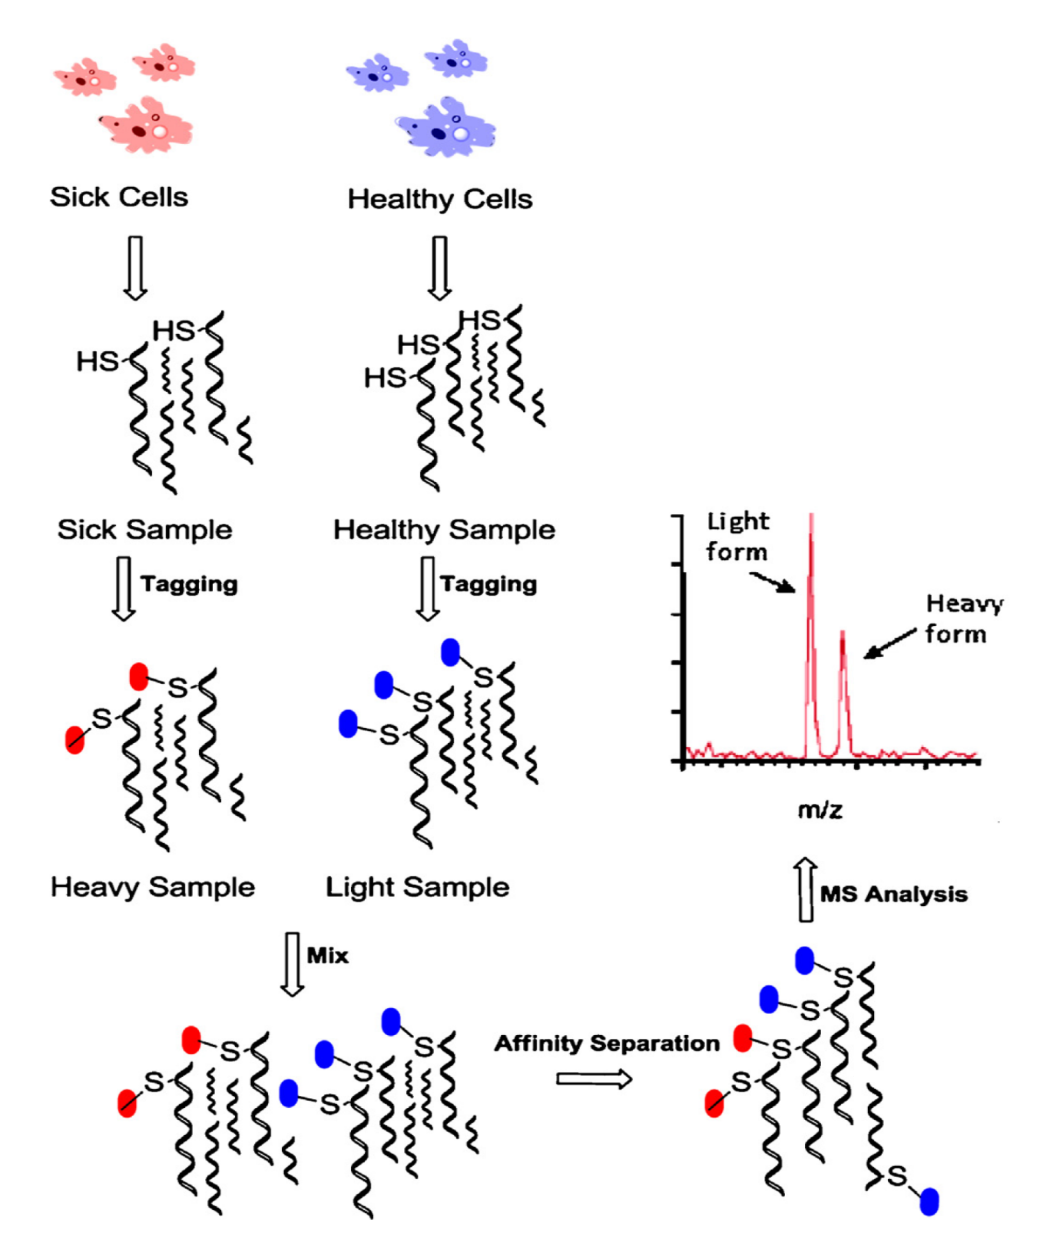 Sick Cells
Healthy Cells
HS
HS
HS
HS
HS
Sick Sample
Healthy Sample
Tagging
Tagging
S
S
S
S
S
Heavy Sample
Light Sample
Mix
S
S
S
S
S
Affinity Separation
S
S
S
S
S
MS Analysis
Light
form
Heavy
form
m/z